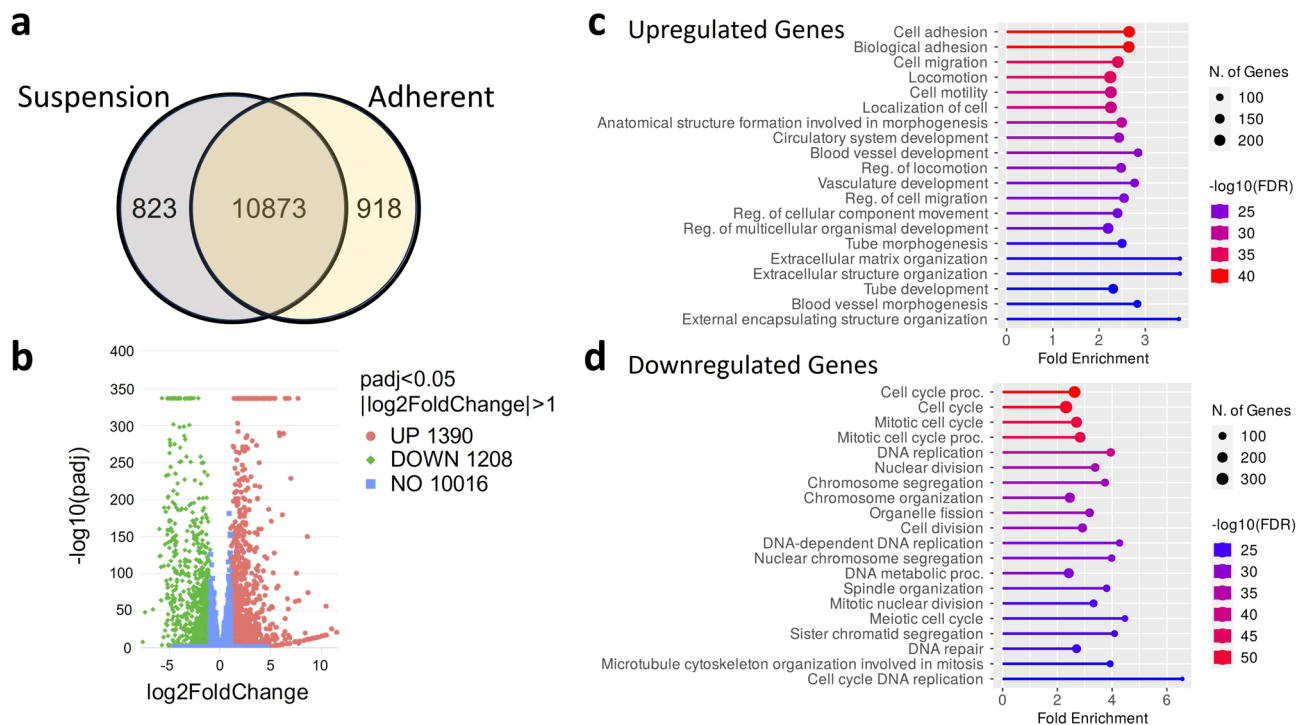 a
Suspension
Adherent
823
10873
918
b
400
350
300
250
200
150
100
50
0
-log10(padj)
-5
0
5
10
log2FoldChange
padj<0.05
|log2FoldChange|>1
UP 1390
DOWN 1208
NO 10016
c
Upregulated Genes
Cell adhesion
Biological adhesion
Cell migration
Locomotion
Cell motility
Localization of cell
Anatomical structure formation involved in morphogenesis
Circulatory system development
Blood vessel development
Reg. of locomotion
Vasculature development
Reg. of cell migration
Reg. of cellular component movement
Reg. of multicellular organismal development
Tube morphogenesis
Extracellular matrix organization
Extracellular structure organization
Tube development
Blood vessel morphogenesis
External encapsulating structure organization
0
1
2
3
Fold Enrichment
N. of Genes
100
150
200
-log10(FDR)
25
30
35
40
d
Downregulated Genes
Cell cycle proc.
Cell cycle
Mitotic cell cycle
Mitotic cell cycle proc.
DNA replication
Nuclear division
Chromosome segregation
Chromosome organization
Organelle fission
Cell division
DNA-dependent DNA replication
Nuclear chromosome segregation
DNA metabolic proc.
Spindle organization
Mitotic nuclear division
Meiotic cell cycle
Sister chromatid segregation
DNA repair
Microtubule cytoskeleton organization involved in mitosis
Cell cycle DNA replication
0
2
4
6
Fold Enrichment
N. of Genes
100
200
300
-log10(FDR)
25
30
35
40
45
50